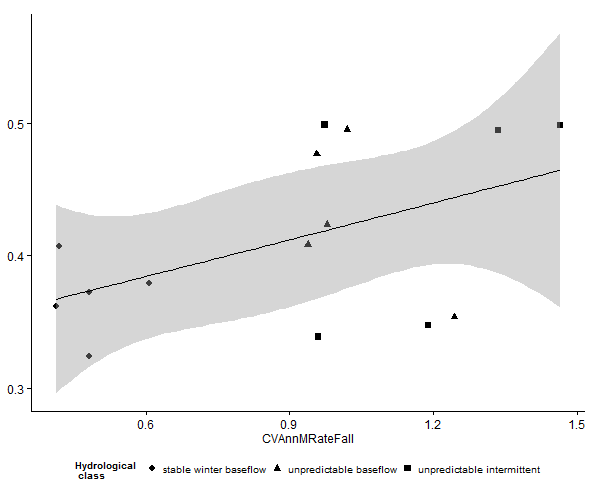 0.5
0.4
0.3
0.6 0.9 1.2 1.5
CVAnnMRateFall
Hydrological class stable winter baseflow unpredictable baseflow unpredictable intermittent